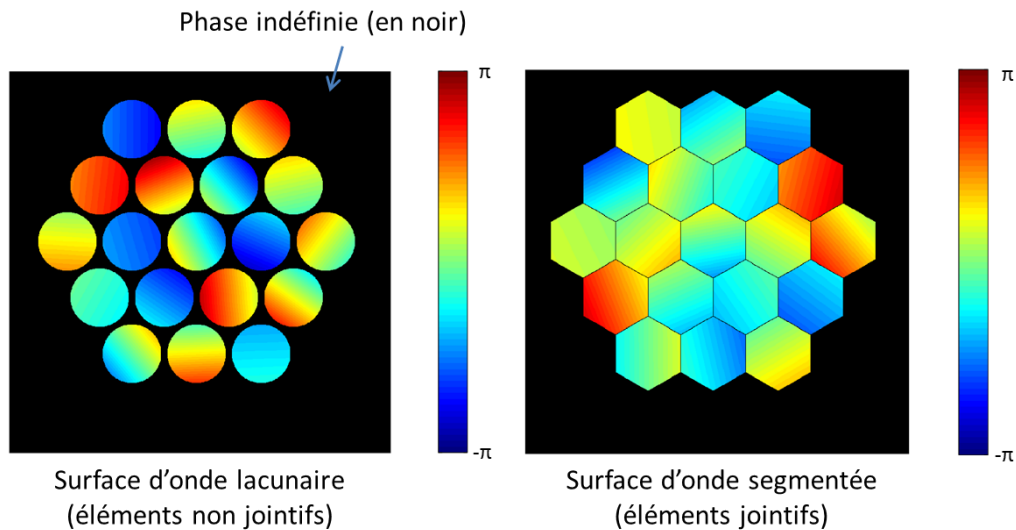 Phase indéfinie (en noir)
π
π
-π
-π
Surface d'onde lacunaire
(éléments non jointifs)
Surface d'onde segmentée
(éléments jointifs)